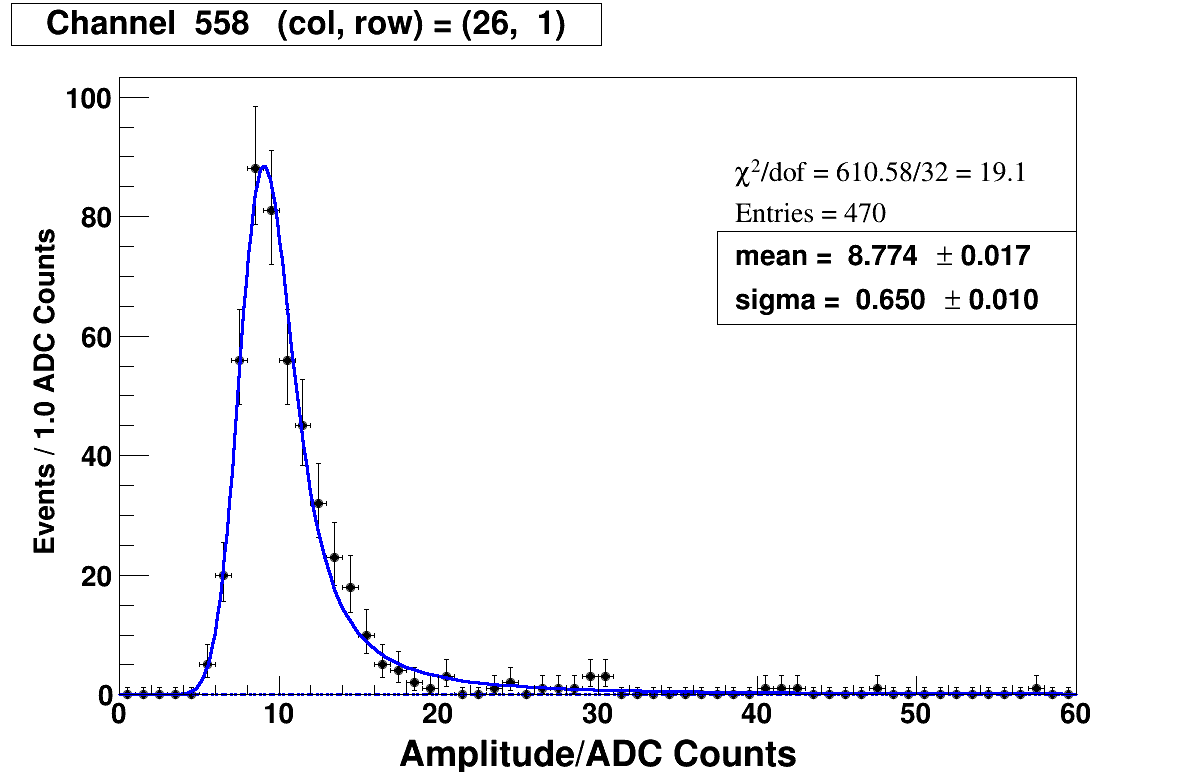 Channel 558 (col, row) = (26, 1)
100
80
60
40
20
0
Events / 1.0 ADC Counts
χ²/dof = 610.58/32 = 19.1
Entries = 470
mean = 8.774 ± 0.017
sigma = 0.650 ± 0.010
0 10 20 30 40 50 60
Amplitude/ADC Counts